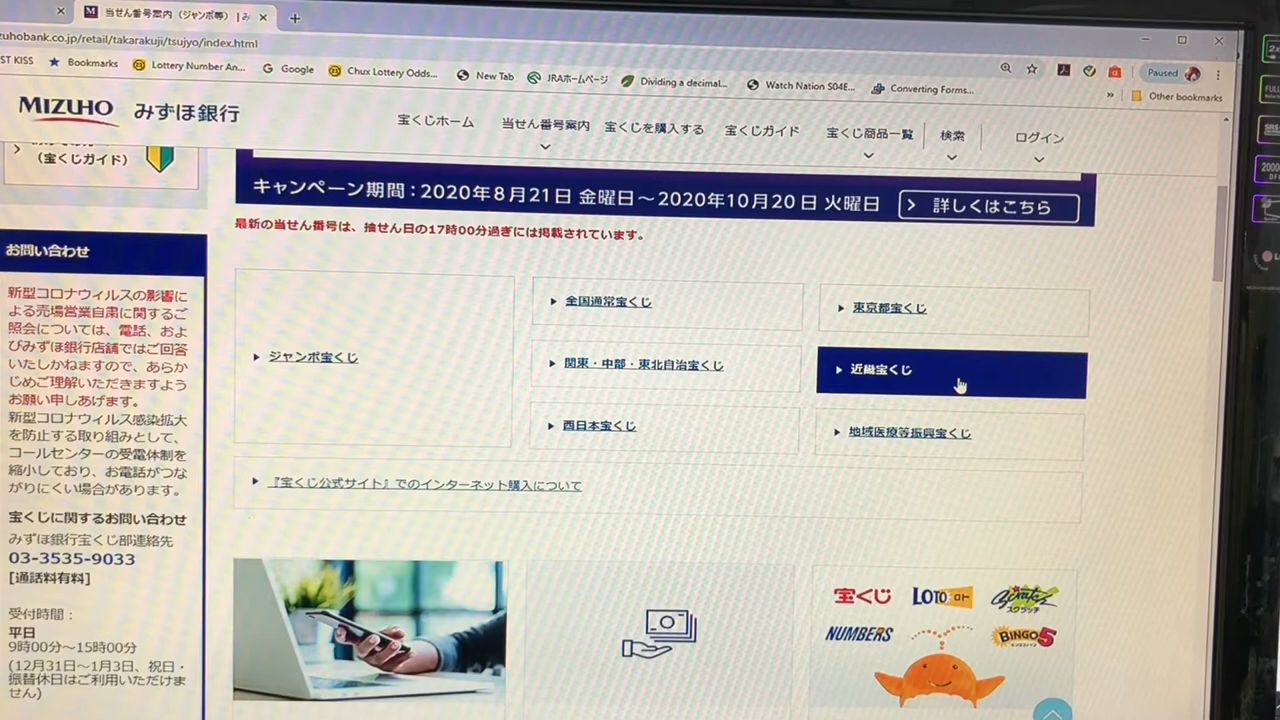 当せん番号案内（ジャンボ等） | み
zuhobank.co.jp/retail/takarakuji/tsujyo/index.html
ST KISS
Bookmarks
Lottery Number An...
Google
Chux Lottery Odds...
New Tab
JRAホームページ
Dividing a decimal...
Watch Nation S04E...
Converting Forms...
Paused
Other bookmarks
MIZUHO みずほ銀行
宝くじホーム
当せん番号案内
宝くじを購入する
宝くじガイド
宝くじ商品一覧
検索
ログイン
（宝くじガイド）
キャンペーン期間：2020年8月21日 金曜日～2020年10月20日 火曜日
詳しくはこちら
最新の当せん番号は、抽せん日の17時00分過ぎには掲載されています。
お問い合わせ
新型コロナウィルスの影響に
よる売場営業自粛に関するご
照会については、電話、およ
びみずほ銀行店舗ではご回答
いたしかねますので、あらか
じめご理解いただきますよう
お願い申しあげます。
新型コロナウィルス感染拡大
を防止する取り組みとして、
コールセンターの受電体制を
縮小しており、お電話がつな
がりにくい場合があります。
宝くじに関するお問い合わせ
みずほ銀行宝くじ部連絡先
03-3535-9033
[通話料有料]
受付時間：
平日
9時00分～15時00分
(12月31日～1月3日、祝日・
振替休日はご利用いただけま
せん)
ジャンボ宝くじ
全国通常宝くじ
東京都宝くじ
関東・中部・東北自治宝くじ
近畿宝くじ
西日本宝くじ
地域医療等振興宝くじ
『宝くじ公式サイト』でのインターネット購入について
宝くじ
LOTO ロト
スクラッチ
NUMBERS
BINGO5